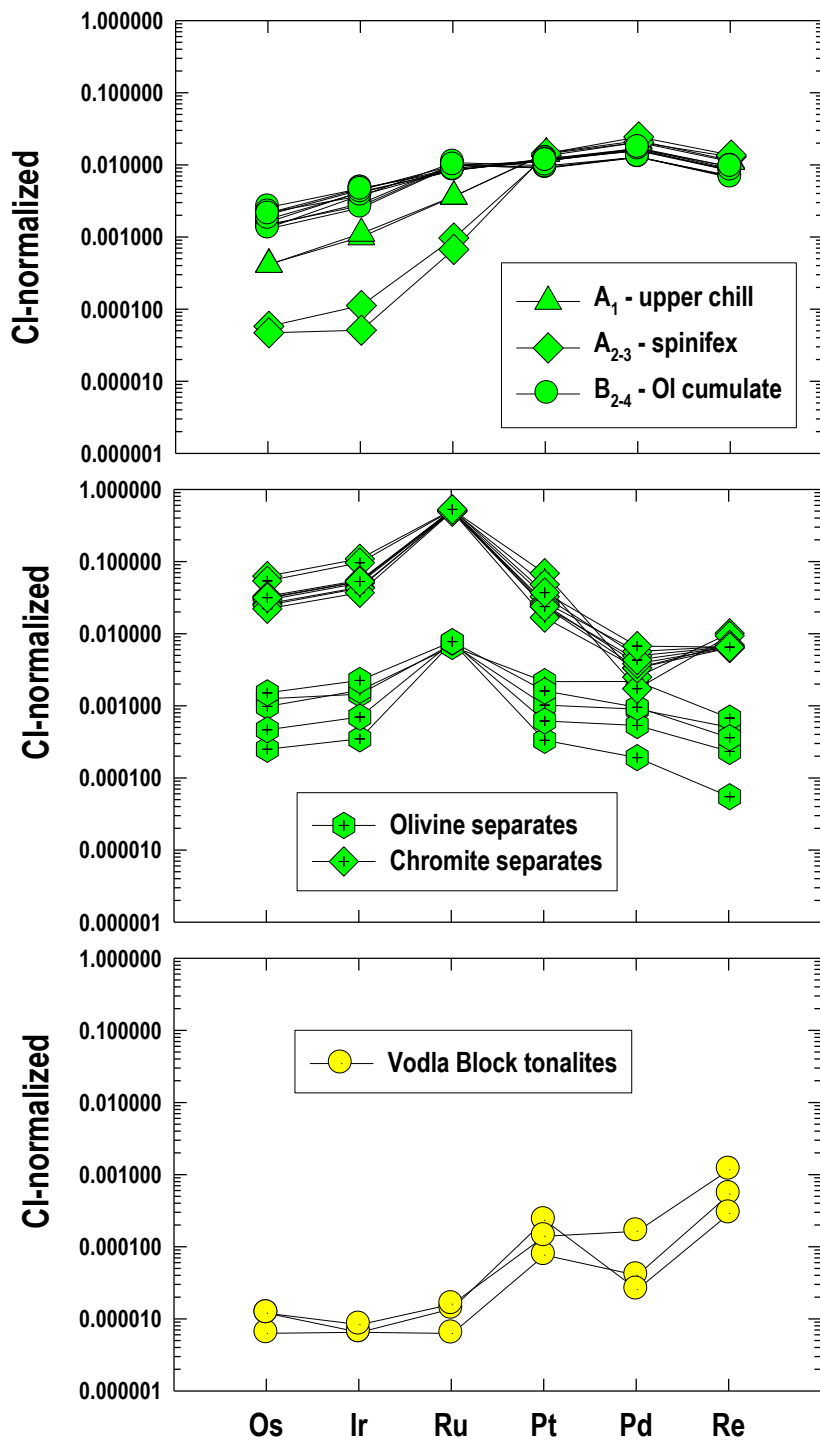 CI-normalized
1.000000
0.100000
0.010000
0.001000
0.000100
0.000010
0.000001
A1 - upper chill
A2-3 - spinifex
B2-4 - Ol cumulate
1.000000
0.100000
0.010000
0.001000
0.000100
0.000010
0.000001
Olivine separates
Chromite separates
CI-normalized
1.000000
0.100000
0.010000
0.001000
0.000100
0.000010
0.000001
Vodla Block tonalites
Os Ir Ru Pt Pd Re